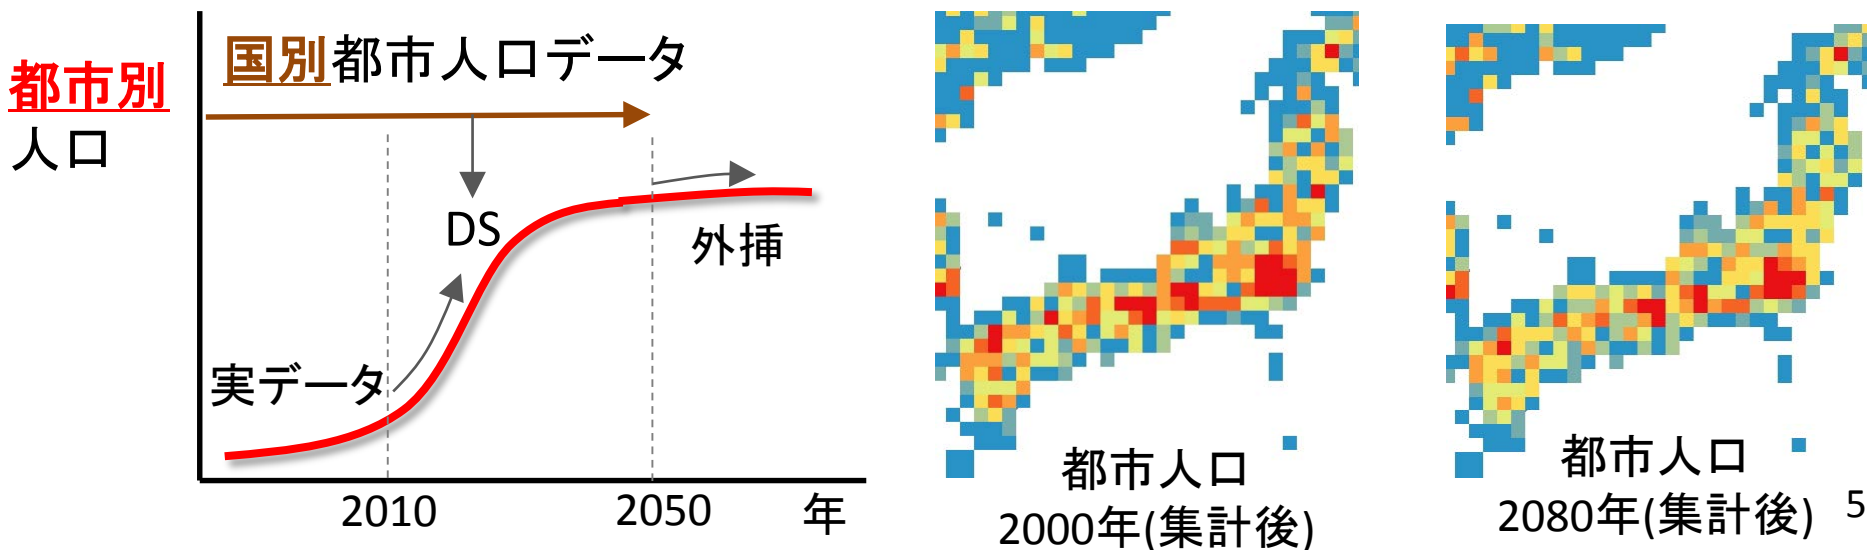 都市別
人口
国別都市人口データ
DS
外挿
実データ
2010
2050
年
都市人口
2000年(集計後)
都市人口
2080年(集計後)
5